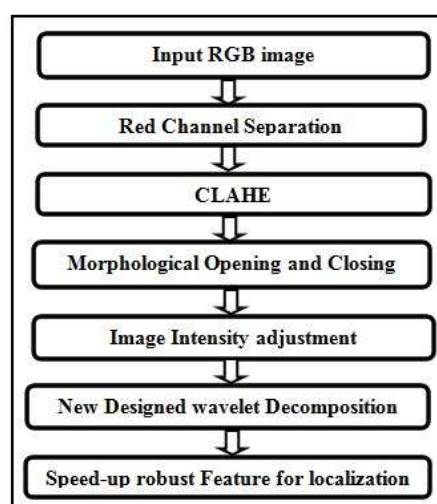 Input RGB image
Red Channel Separation
CLAHE
Morphological Opening and Closing
Image Intensity adjustment
New Designed wavelet Decomposition
Speed-up robust Feature for localization